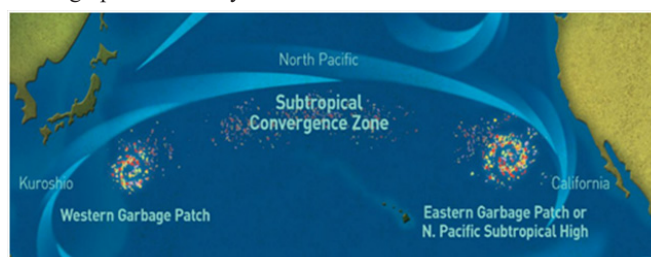 North Pacific
Subtropical
Convergence Zone
Kuroshio
California
Western Garbage Patch
Eastern Garbage Patch or
N. Pacific Subtropical High